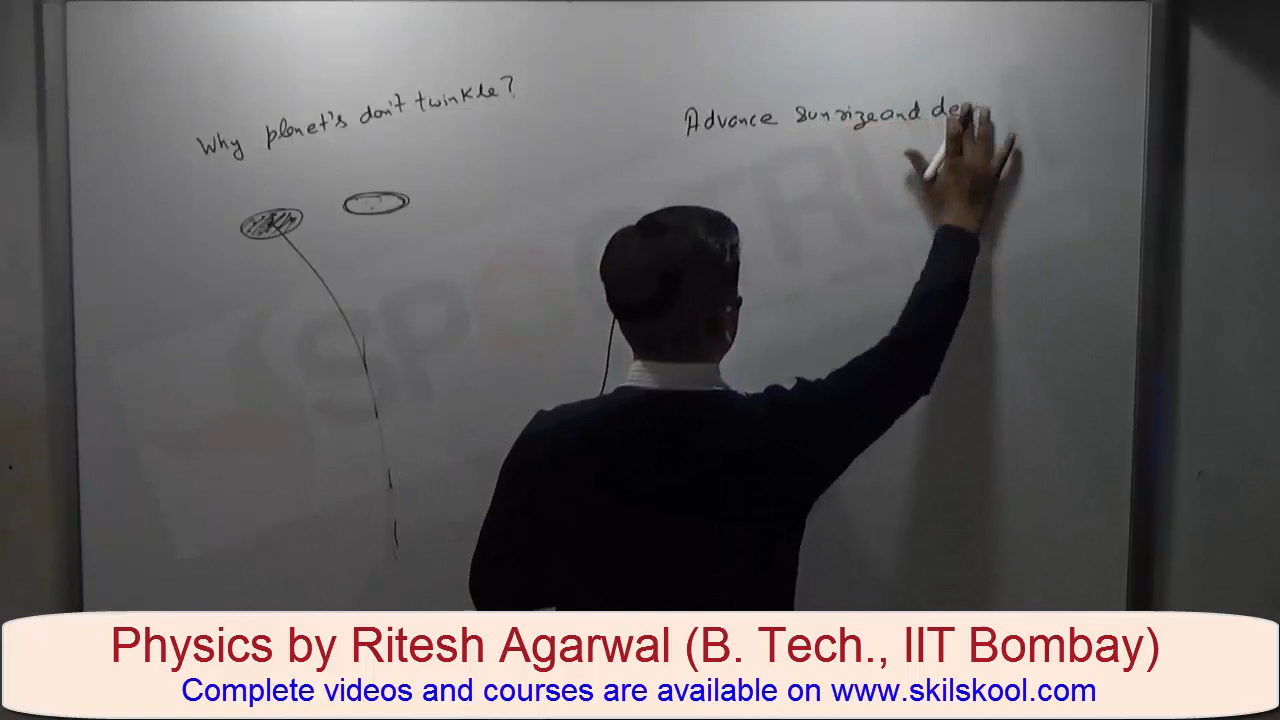 Why planet's don't twinkle?
Advance sunrize and de
SP
Physics by Ritesh Agarwal (B. Tech., IIT Bombay)
Complete videos and courses are available on www.skilskool.com